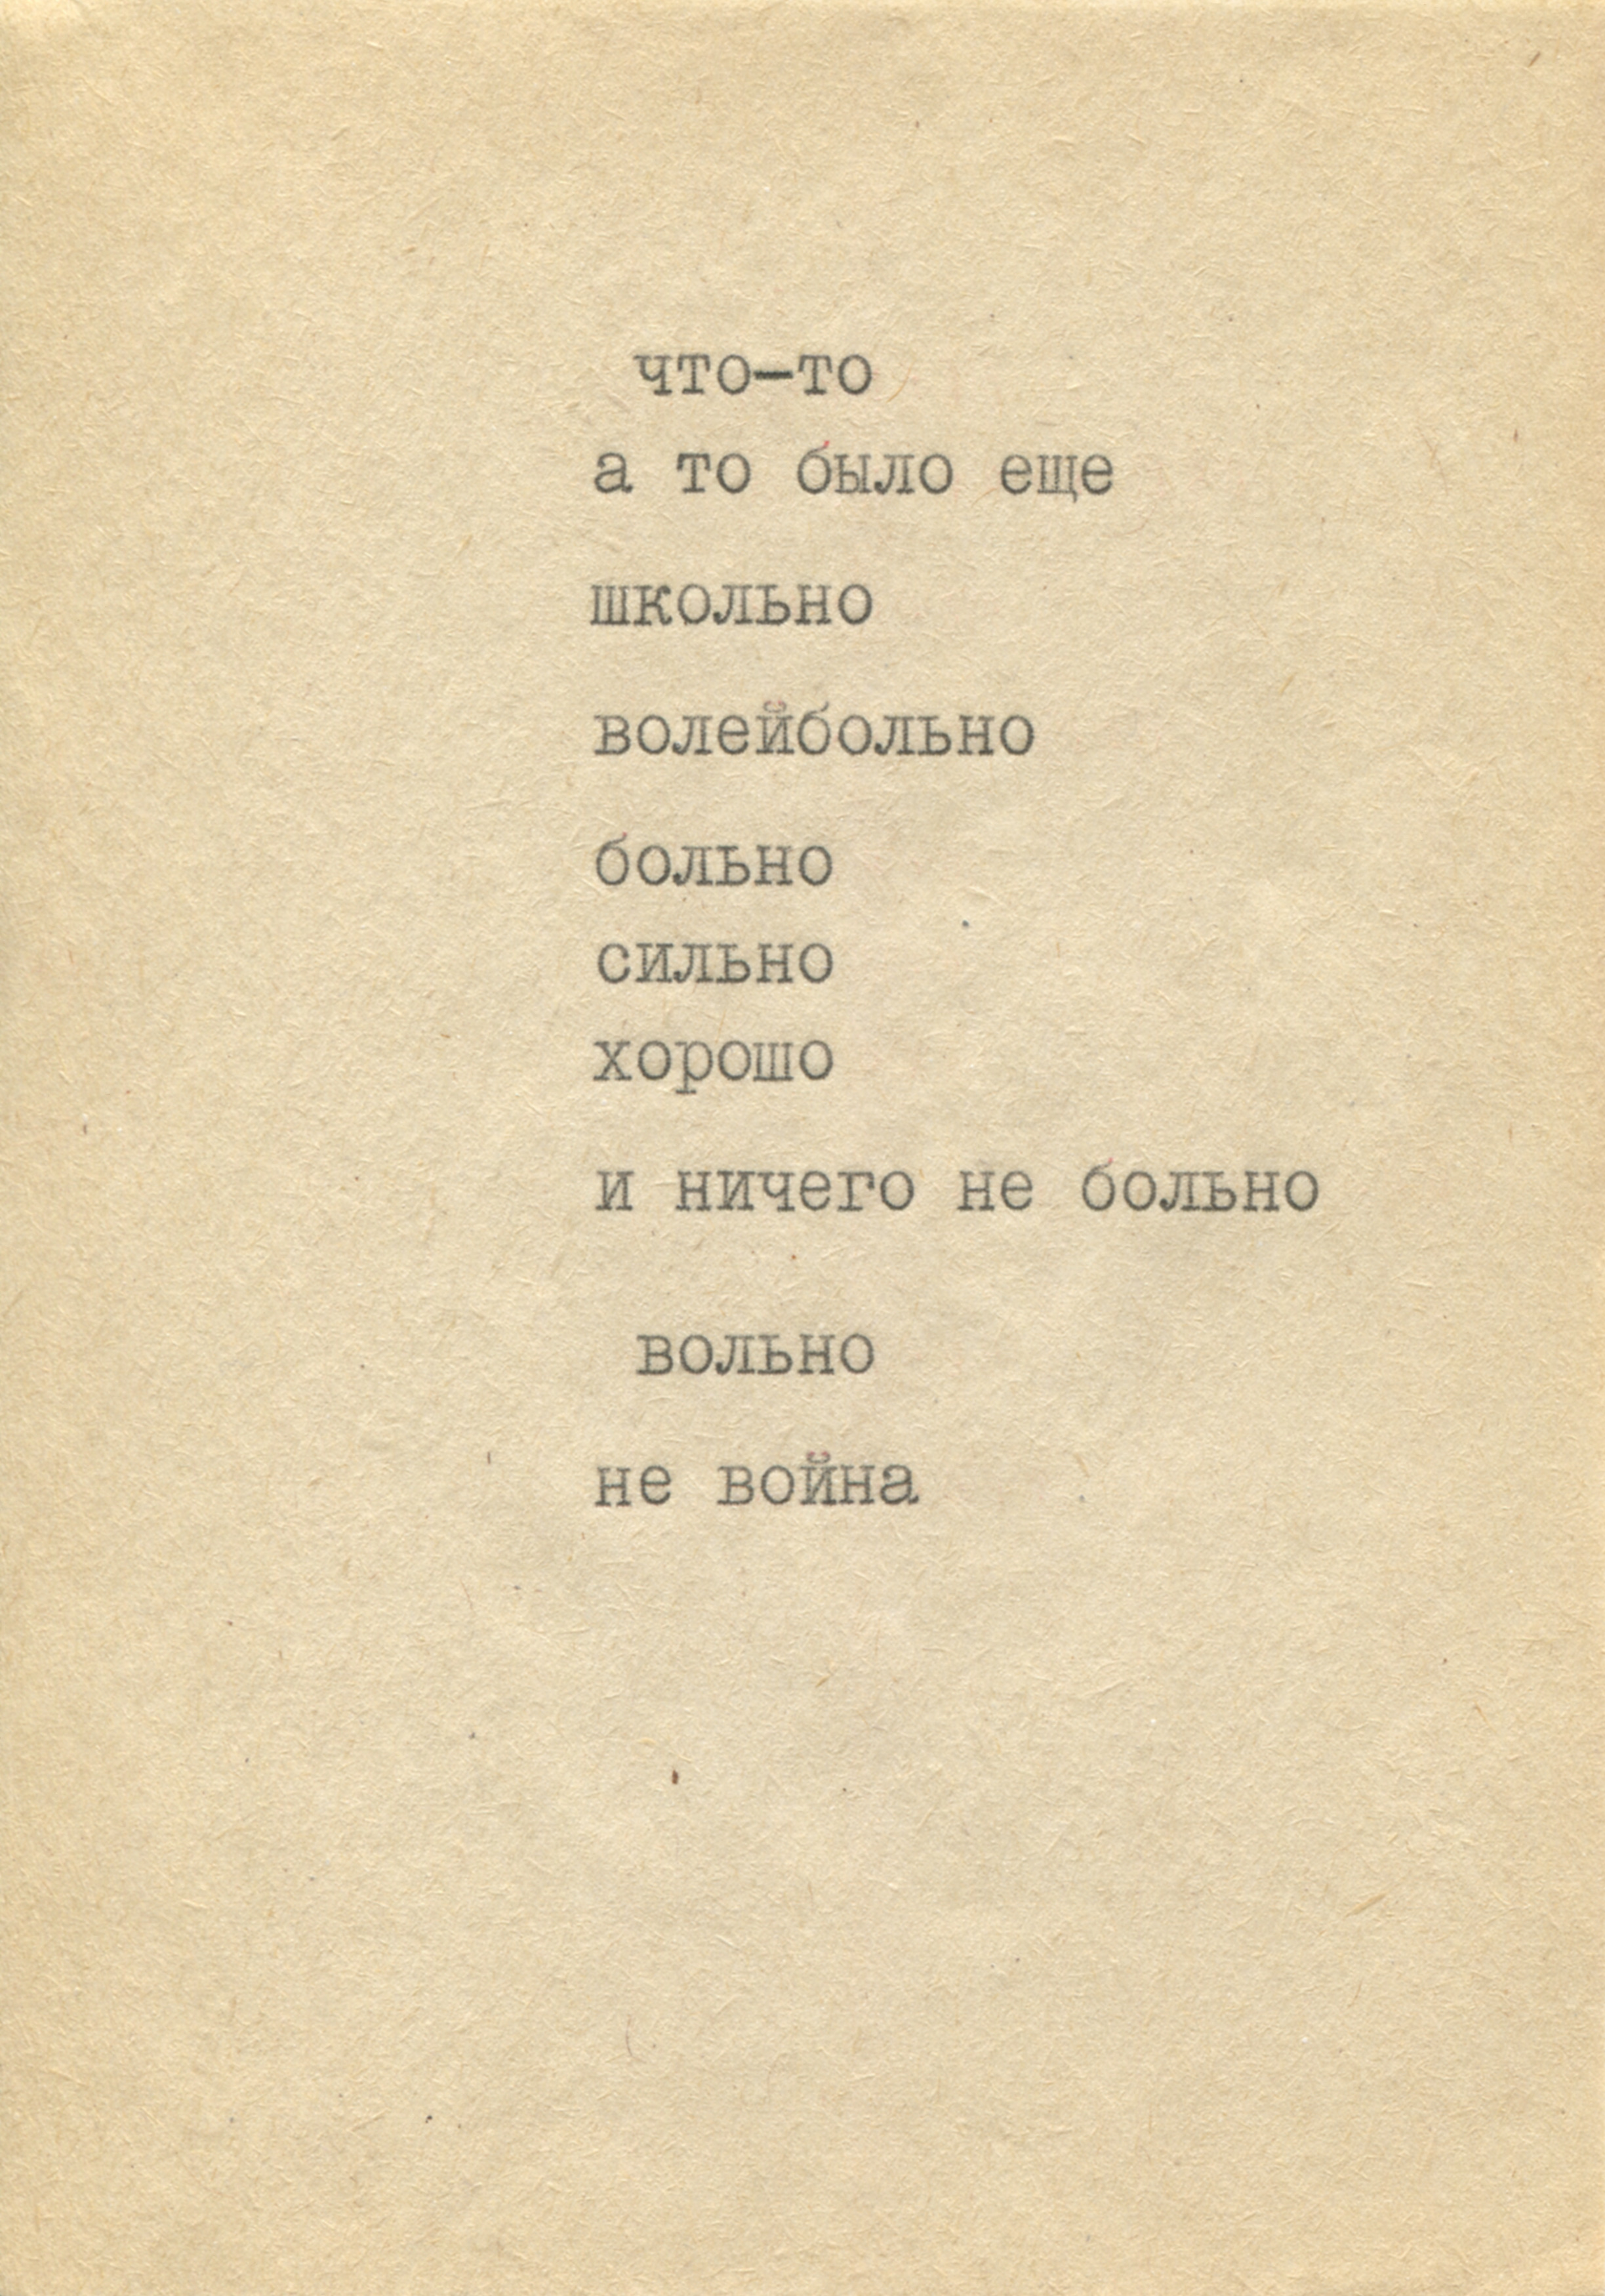 что-то
а то было еще
школьно
волейбольно
больно
сильно
хорошо
и ничего не больно
вольно
не война